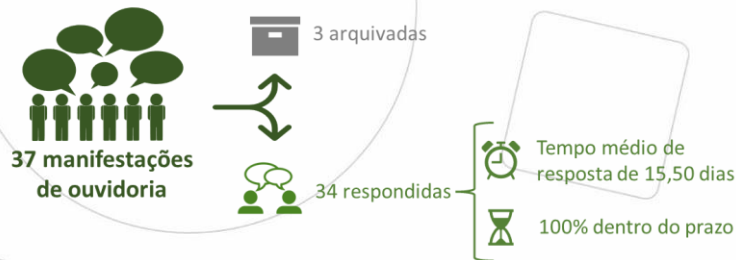 3 arquivadas
37 manifestações
de ouvidoria
34 respondidas
Tempo médio de
resposta de 15,50 dias
100% dentro do prazo